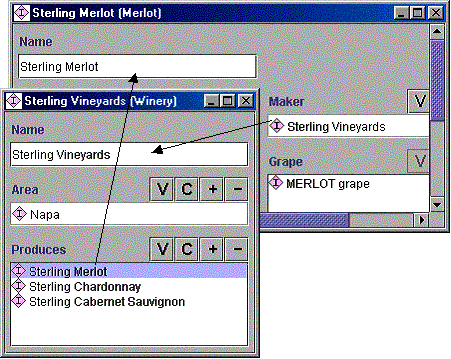 Sterling Merlot (Merlot)
Name
Sterling Merlot
Maker
V
Sterling Vineyards
Grape
V
MERLOT grape
Sterling Vineyards (Winery)
Name
Sterling Vineyards
Area
V C + −
Napa
Produces
V C + −
Sterling Merlot
Sterling Chardonnay
Sterling Cabernet Sauvignon